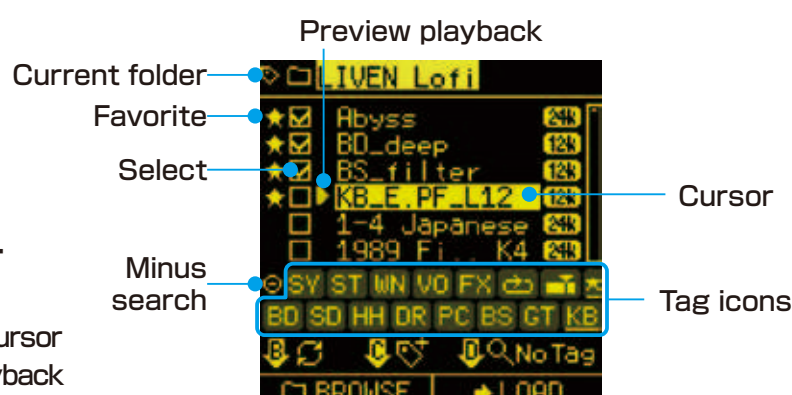 Preview playback
Current folder
LIVEN Lofi
Favorite
Abyss 24k
BD_deep 12k
Select
BS_filter 12k
KB_E.PF_L12 12k
Cursor
1-4 Japanese 24k
1989 Fi.. K4 24k
Minus
search
SY ST WN VO FX
Tag icons
BD SD HH DR PC BS GT KB
ursor
yback
B C D No Tag
BROWSE LOAD